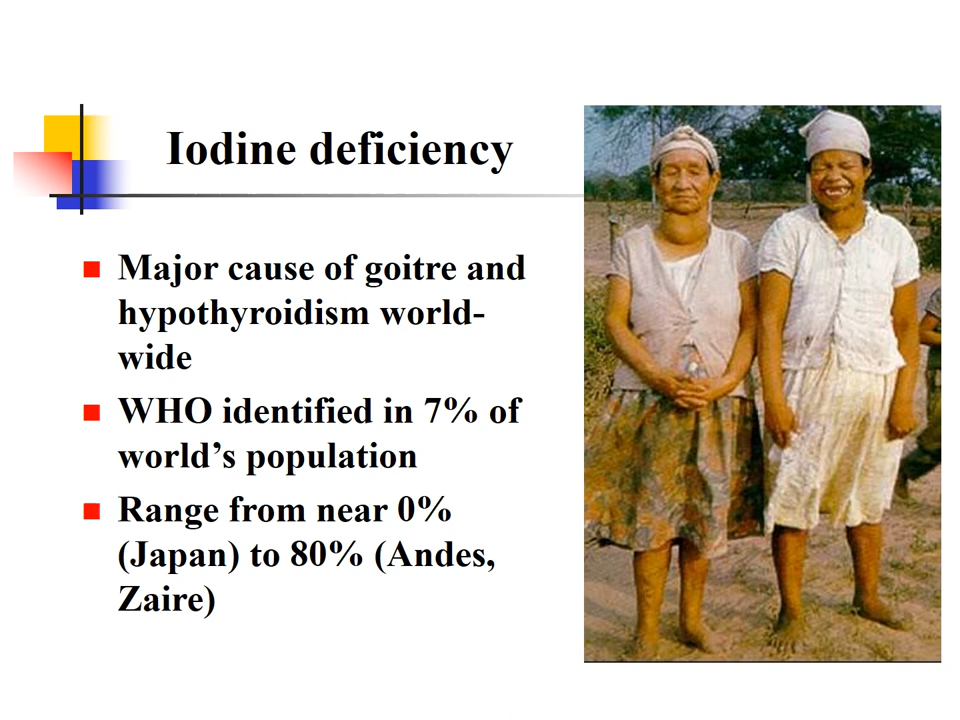 Iodine deficiency
Major cause of goitre and
hypothyroidism world-
wide
WHO identified in 7% of
world's population
Range from near 0%
(Japan) to 80% (Andes,
Zaire)